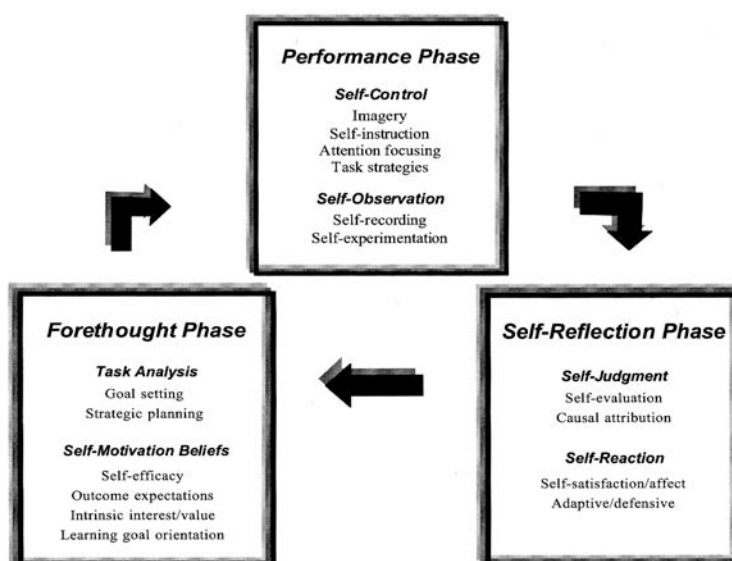 Performance Phase
Self-Control
Imagery
Self-instruction
Attention focusing
Task strategies
Self-Observation
Self-recording
Self-experimentation
Forethought Phase
Task Analysis
Goal setting
Strategic planning
Self-Motivation Beliefs
Self-efficacy
Outcome expectations
Intrinsic interest/value
Learning goal orientation
Self-Reflection Phase
Self-Judgment
Self-evaluation
Causal attribution
Self-Reaction
Self-satisfaction/affect
Adaptive/defensive